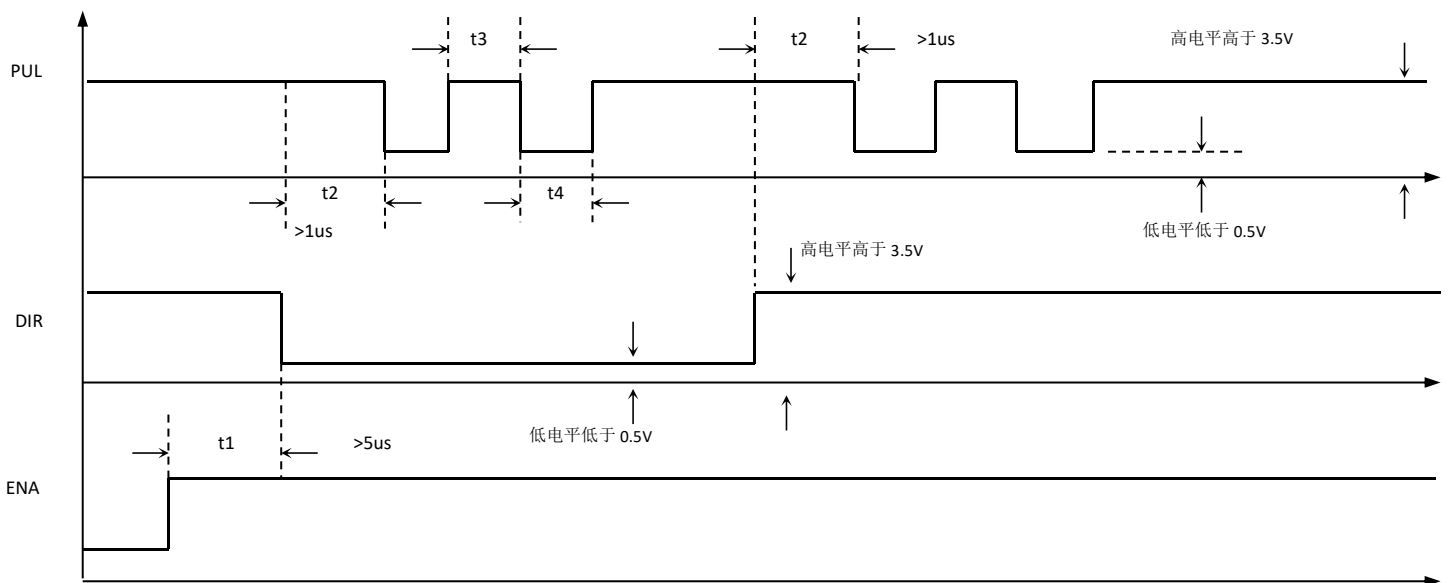 t3
t2
>1us
高电平高于 3.5V
PUL
t2
t4
>1us
低电平低于 0.5V
高电平高于 3.5V
DIR
t1
>5us
低电平低于 0.5V
ENA